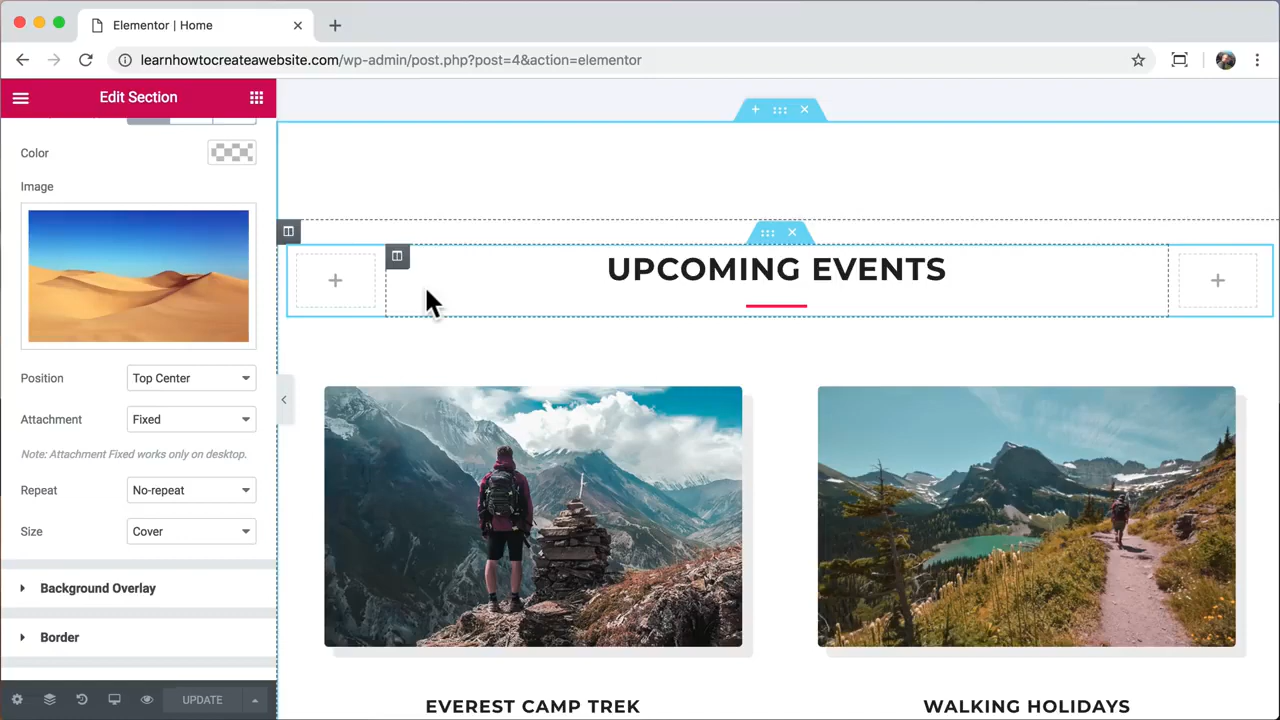 Elementor | Home
learnhowtocreateawebsite.com/wp-admin/post.php?post=4&action=elementor
Edit Section
Color
Image
Position
Top Center
Attachment
Fixed
Note: Attachment Fixed works only on desktop.
Repeat
No-repeat
Size
Cover
Background Overlay
Border
UPDATE
UPCOMING EVENTS
EVEREST CAMP TREK
WALKING HOLIDAYS